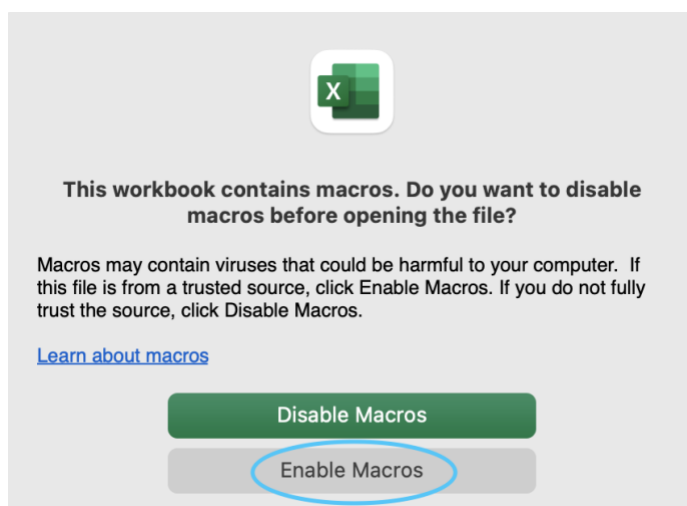 X
This workbook contains macros. Do you want to disable
macros before opening the file?
Macros may contain viruses that could be harmful to your computer.  If
this file is from a trusted source, click Enable Macros. If you do not fully
trust the source, click Disable Macros.
Learn about macros
Disable Macros
Enable Macros